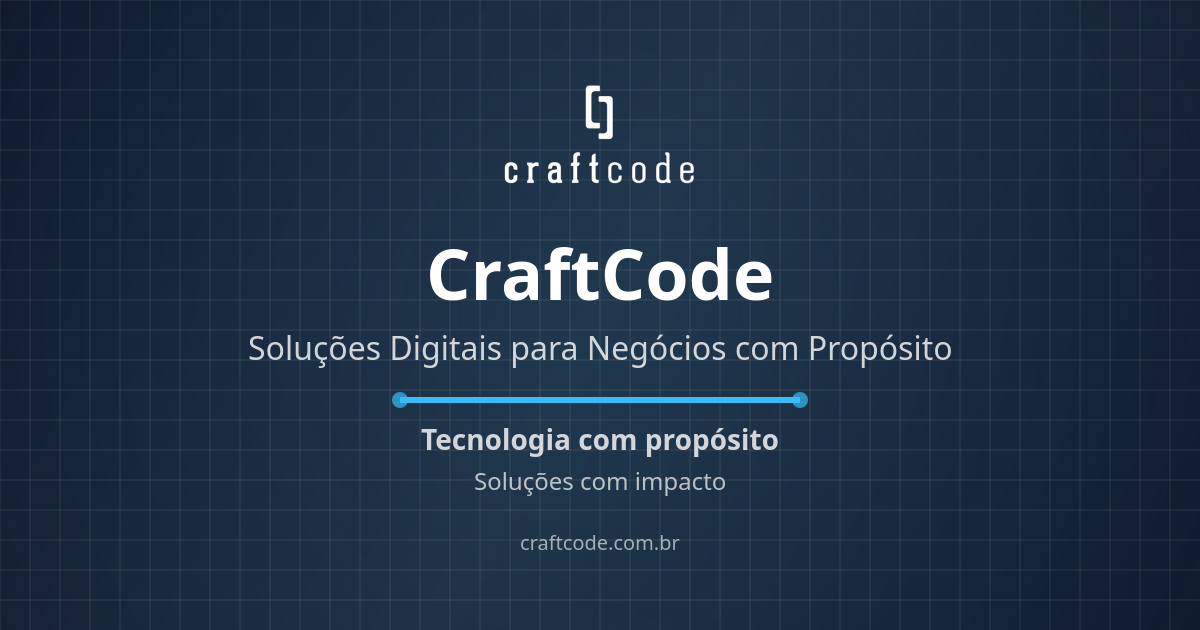 craftcode
CraftCode
Soluções Digitais para Negócios com Propósito
Tecnologia com propósito
Soluções com impacto
craftcode.com.br